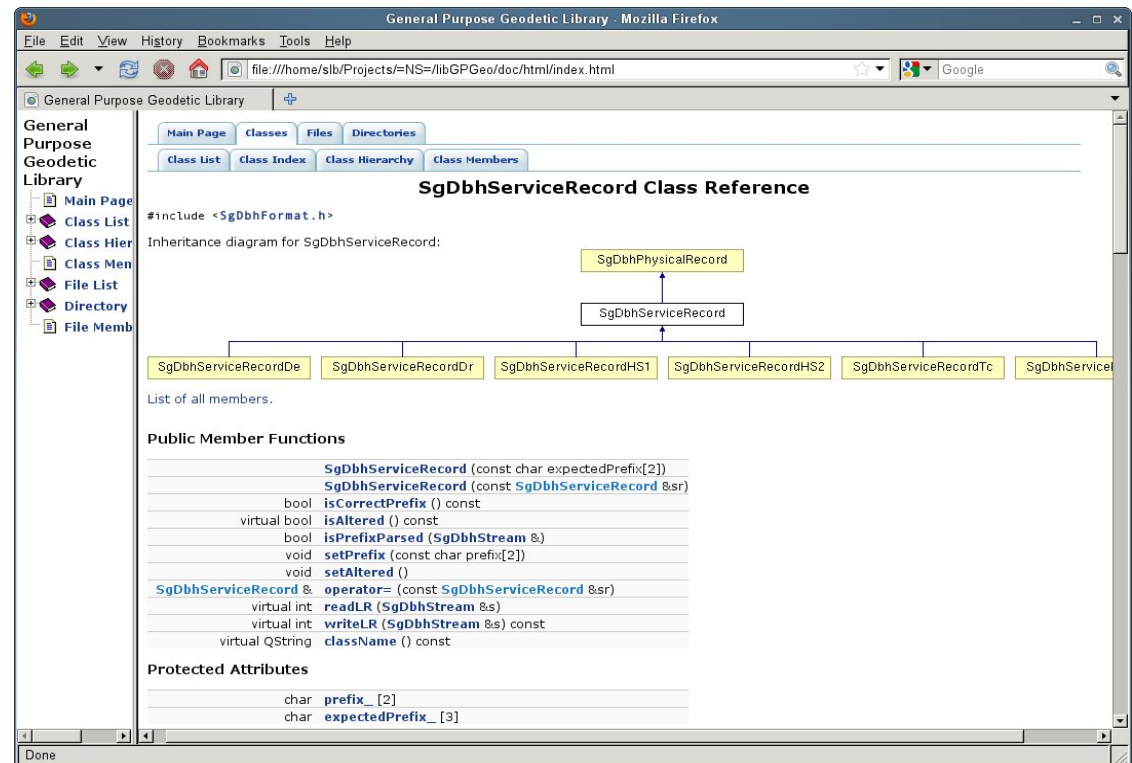 General Purpose Geodetic Library - Mozilla Firefox
File Edit View History Bookmarks Tools Help
file:///home/slb/Projects/=NS=/libGPGeo/doc/html/index.html
Google
General Purpose Geodetic Library
General
Purpose
Geodetic
Library
Main Page
Class List
Class Hier
Class Mem
File List
Directory
File Memb
Main Page Classes Files Directories
Class List Class Index Class Hierarchy Class Members
SgDbhServiceRecord Class Reference
#include <SgDbhFormat.h>
Inheritance diagram for SgDbhServiceRecord:
SgDbhPhysicalRecord
SgDbhServiceRecord
SgDbhServiceRecordDe SgDbhServiceRecordDr SgDbhServiceRecordHS1 SgDbhServiceRecordHS2 SgDbhServiceRecordTc SgDbhService
List of all members.
Public Member Functions
SgDbhServiceRecord (const char expectedPrefix[2])
SgDbhServiceRecord (const SgDbhServiceRecord &sr)
bool isCorrectPrefix () const
virtual bool isAltered () const
bool isPrefixParsed (SgDbhStream &)
void setPrefix (const char prefix[2])
void setAltered ()
SgDbhServiceRecord & operator= (const SgDbhServiceRecord &sr)
virtual int readLR (SgDbhStream &s)
virtual int writeLR (SgDbhStream &s) const
virtual QString className () const
Protected Attributes
char prefix_ [2]
char expectedPrefix_ [3]
Done